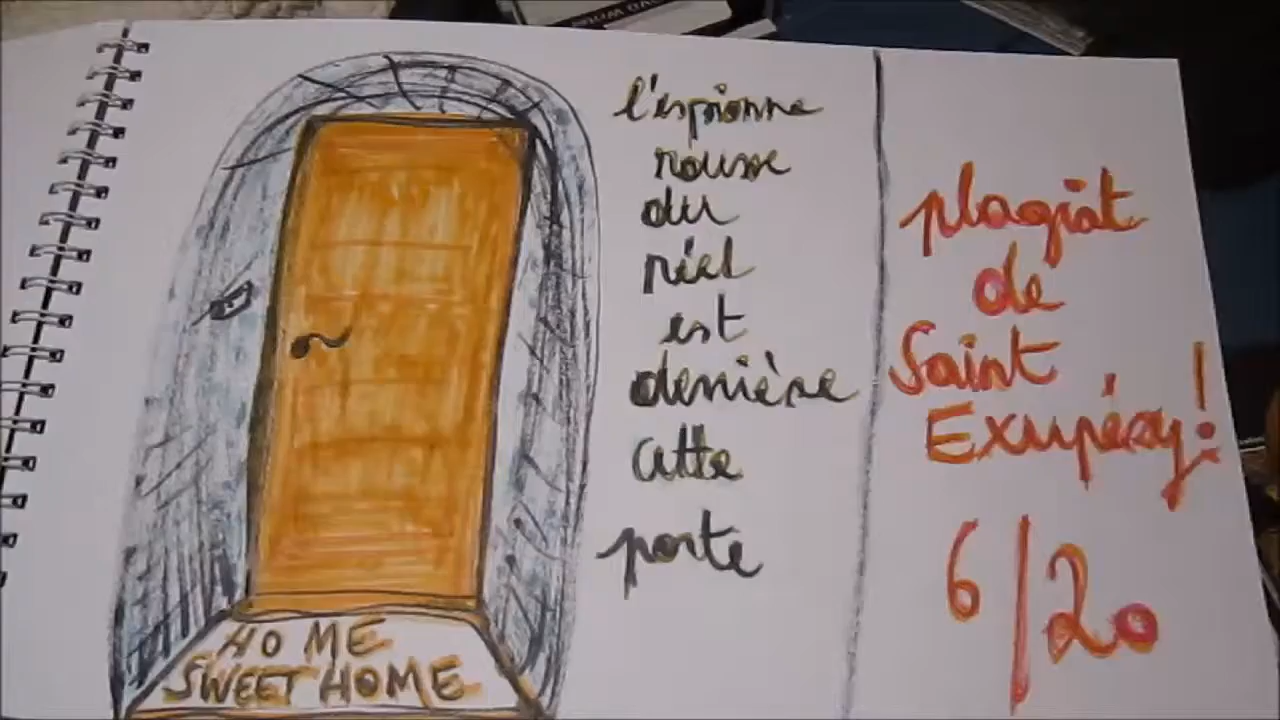 l'espionne
rousse
du
réel
est
derrière
cette
porte
plagiat
de
Saint
Exupéry!
6/20
HOME
SWEET HOME